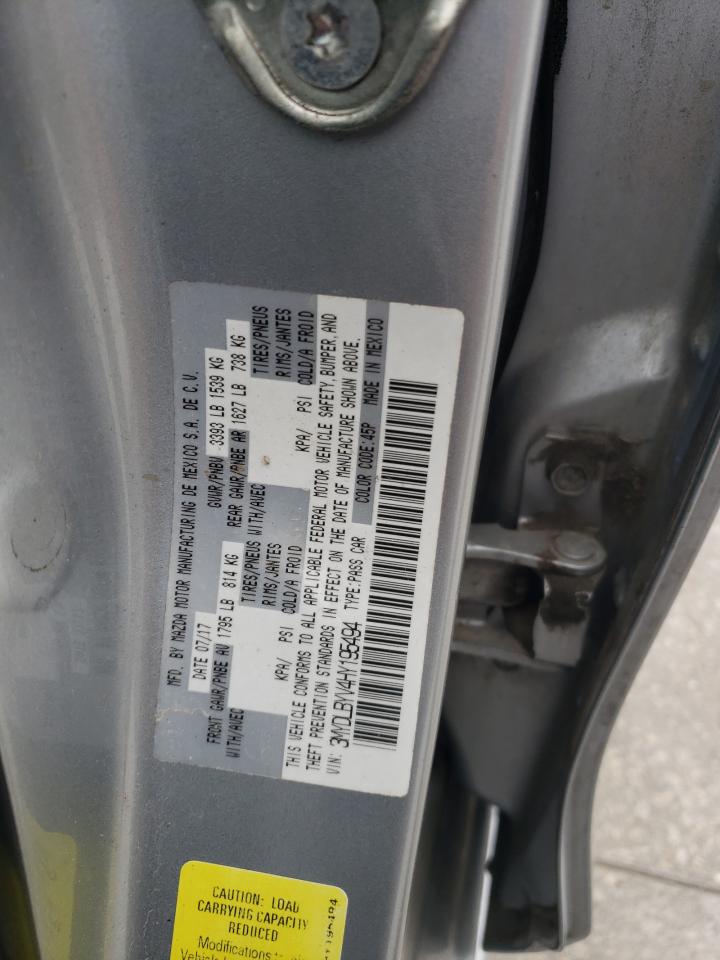 MFD. BY MAZDA MOTOR MANUFACTURING DE MEXICO S.A. DE C.V.
DATE 07/17 GVWR/PNBV 3393 LB 1539 KG
FRONT GAWR/PNBE AV 1795 LB 814 KG REAR GAWR/PNBE AR 1627 LB 738 KG
WITH/AVEC TIRES/PNEUS WITH/AVEC TIRES/PNEUS
RIMS/JANTES RIMS/JANTES
KPA/ PSI COLD/A FROID KPA/ PSI COLD/A FROID
THIS VEHICLE CONFORMS TO ALL APPLICABLE FEDERAL MOTOR VEHICLE SAFETY, BUMPER, AND
THEFT PREVENTION STANDARDS IN EFFECT ON THE DATE OF MANUFACTURE SHOWN ABOVE.
VIN: 3MYDLBYV4HY195494 TYPE:PASS CAR COLOR CODE:45P MADE IN MEXICO
CAUTION: LOAD
CARRYING CAPACITY
REDUCED
Modifications to
Vehicle